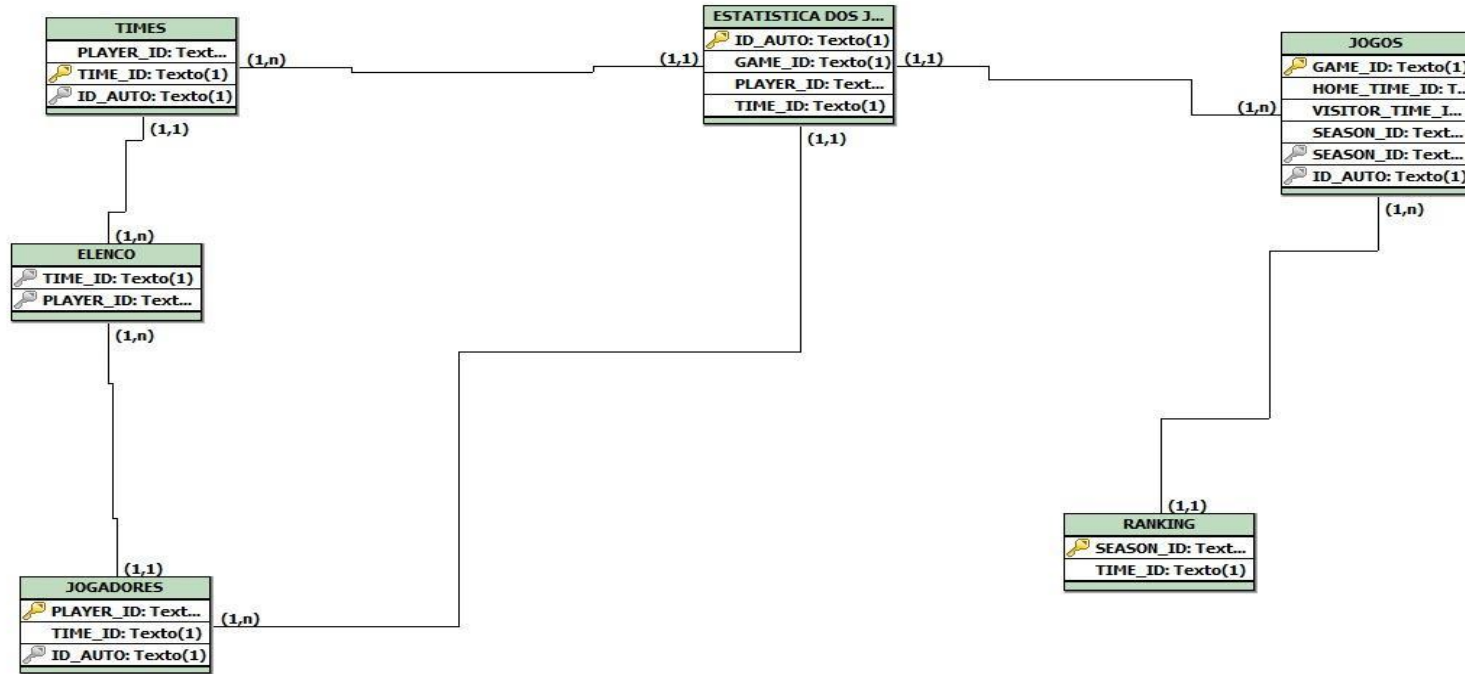 TIMES
PLAYER_ID: Text...
TIME_ID: Texto(1)
ID_AUTO: Texto(1)
(1,n)
(1,1)
(1,1)
ESTATISTICA DOS J...
ID_AUTO: Texto(1)
GAME_ID: Texto(1)
PLAYER_ID: Text...
TIME_ID: Texto(1)
(1,1)
(1,1)
JOGOS
GAME_ID: Texto(1)
HOME_TIME_ID: T...
VISITOR_TIME_I...
SEASON_ID: Text...
SEASON_ID: Text...
ID_AUTO: Texto(1)
(1,n)
(1,n)
(1,n)
ELENCO
TIME_ID: Texto(1)
PLAYER_ID: Text...
(1,n)
(1,1)
RANKING
SEASON_ID: Text...
TIME_ID: Texto(1)
(1,1)
JOGADORES
PLAYER_ID: Text...
TIME_ID: Texto(1)
ID_AUTO: Texto(1)
(1,n)